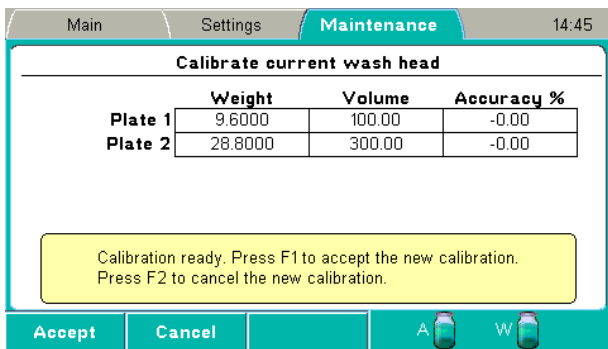 Main Settings Maintenance 14:45
Calibrate current wash head
Weight Volume Accuracy %
Plate 1 9.6000 100.00 -0.00
Plate 2 28.8000 300.00 -0.00
Calibration ready. Press F1 to accept the new calibration.
Press F2 to cancel the new calibration.
Accept Cancel A W